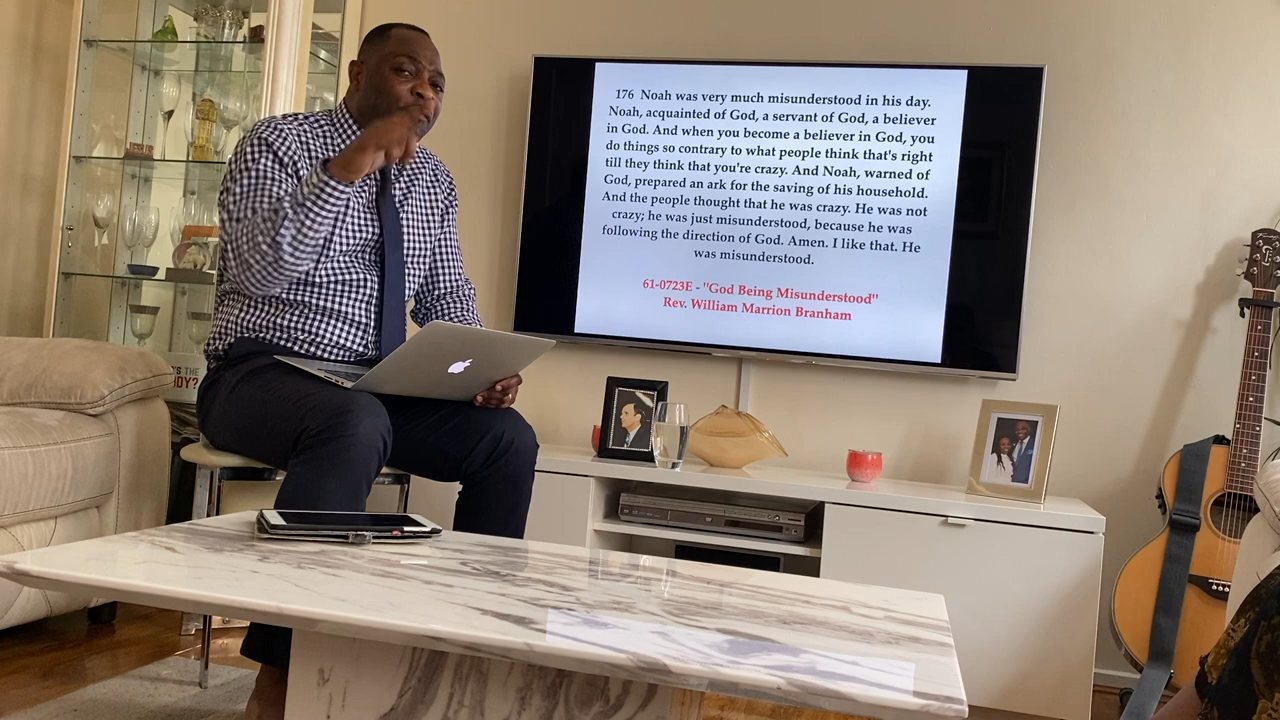 176 Noah was very much misunderstood in his day.
Noah, acquainted of God, a servant of God, a believer
in God. And when you become a believer in God, you
do things so contrary to what people think that's right
till they think that you're crazy. And Noah, warned of
God, prepared an ark for the saving of his household.
And the people thought that he was crazy. He was not
crazy; he was just misunderstood, because he was
following the direction of God. Amen. I like that. He
was misunderstood.
61-0723E - "God Being Misunderstood"
Rev. William Marrion Branham
JESUS
'S THE
DY?